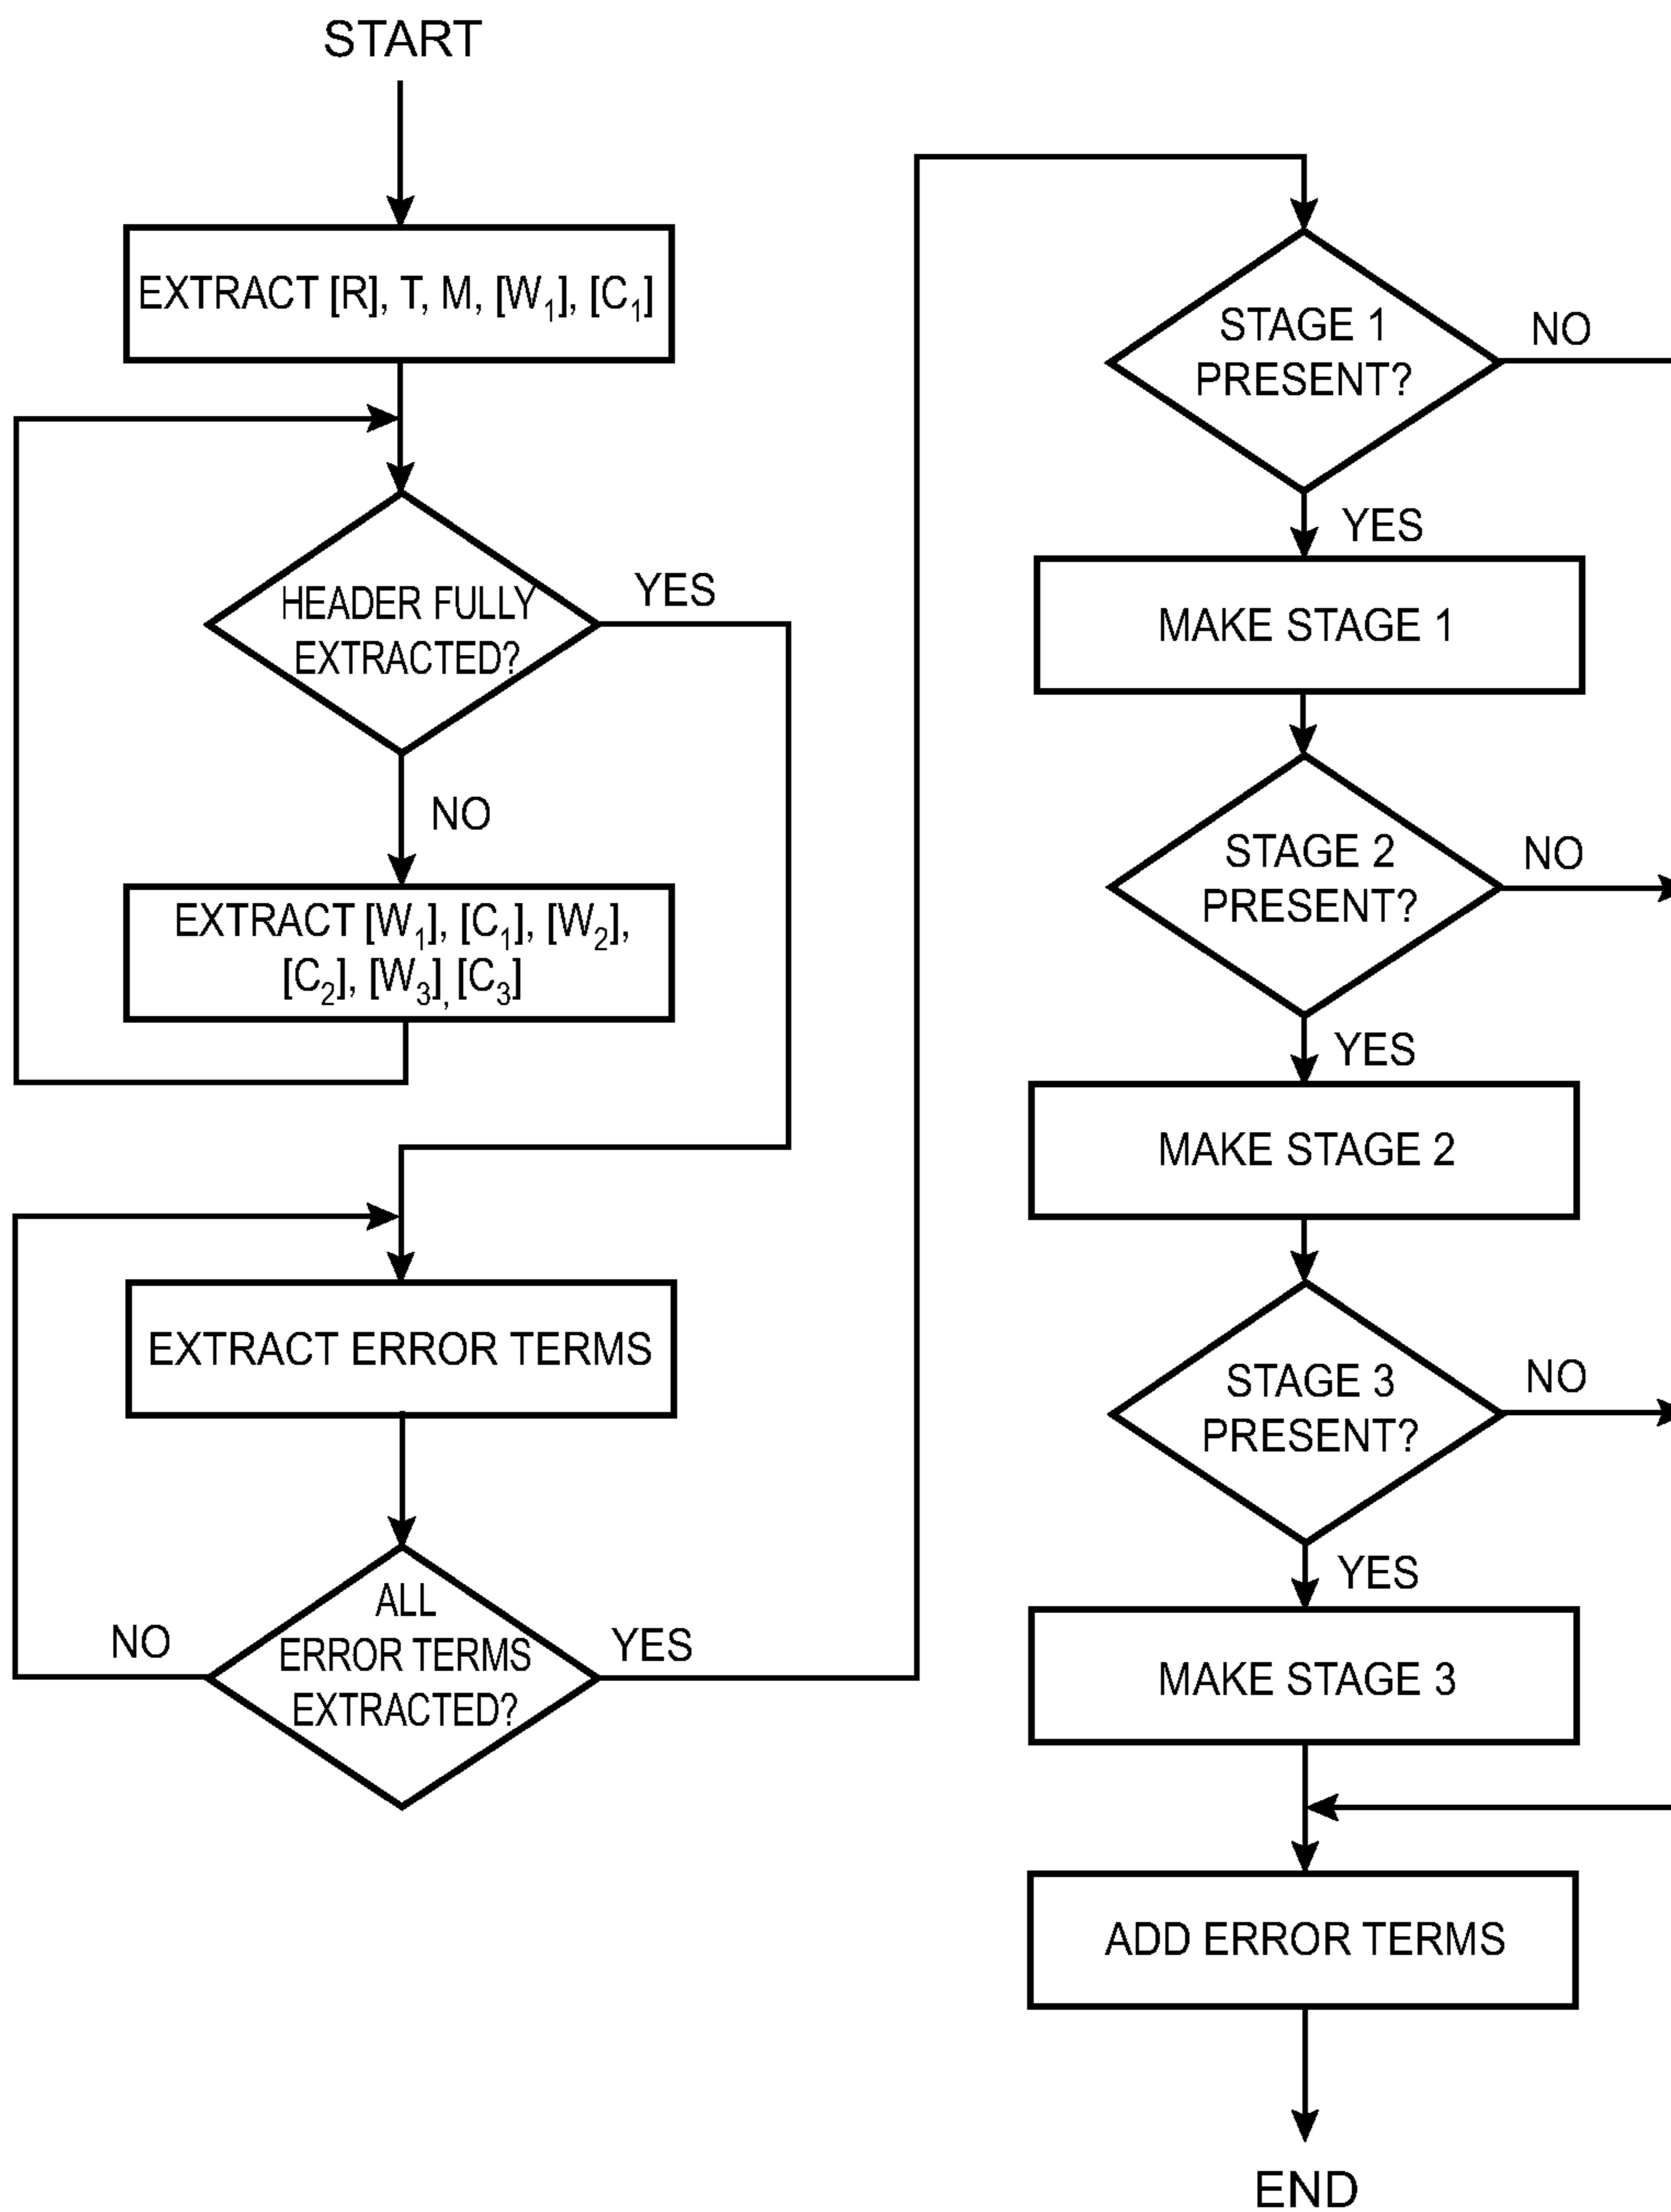 START
EXTRACT [R], T, M, [W₁], [C₁]
HEADER FULLY
EXTRACTED?
YES
NO
EXTRACT [W₁], [C₁], [W₂],
[C₂], [W₃], [C₃]
EXTRACT ERROR TERMS
ALL
ERROR TERMS
EXTRACTED?
NO
YES
STAGE 1
PRESENT?
NO
YES
MAKE STAGE 1
STAGE 2
PRESENT?
NO
YES
MAKE STAGE 2
STAGE 3
PRESENT?
NO
YES
MAKE STAGE 3
ADD ERROR TERMS
END